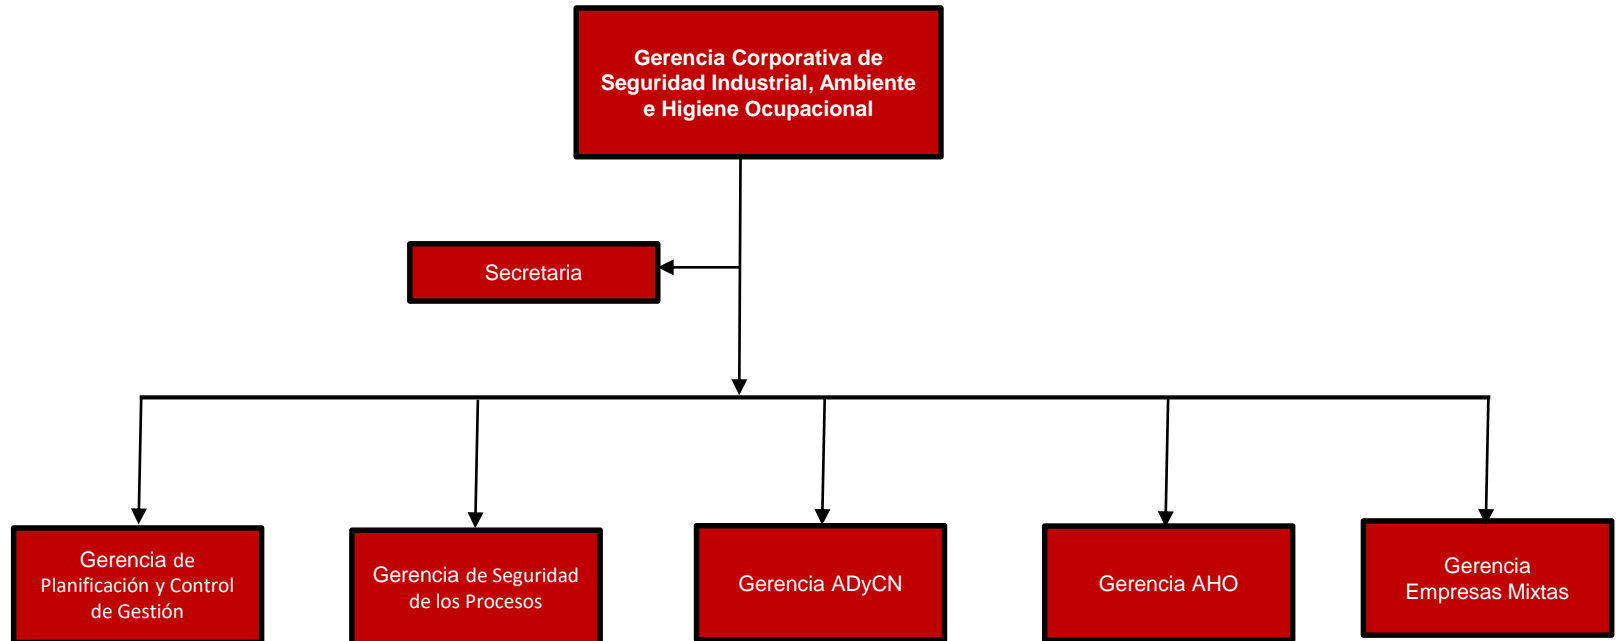 Gerencia Corporativa de
Seguridad Industrial, Ambiente
e Higiene Ocupacional
Secretaria
Gerencia de
Planificación y Control
de Gestión
Gerencia de Seguridad
de los Procesos
Gerencia ADyCN
Gerencia AHO
Gerencia
Empresas Mixtas